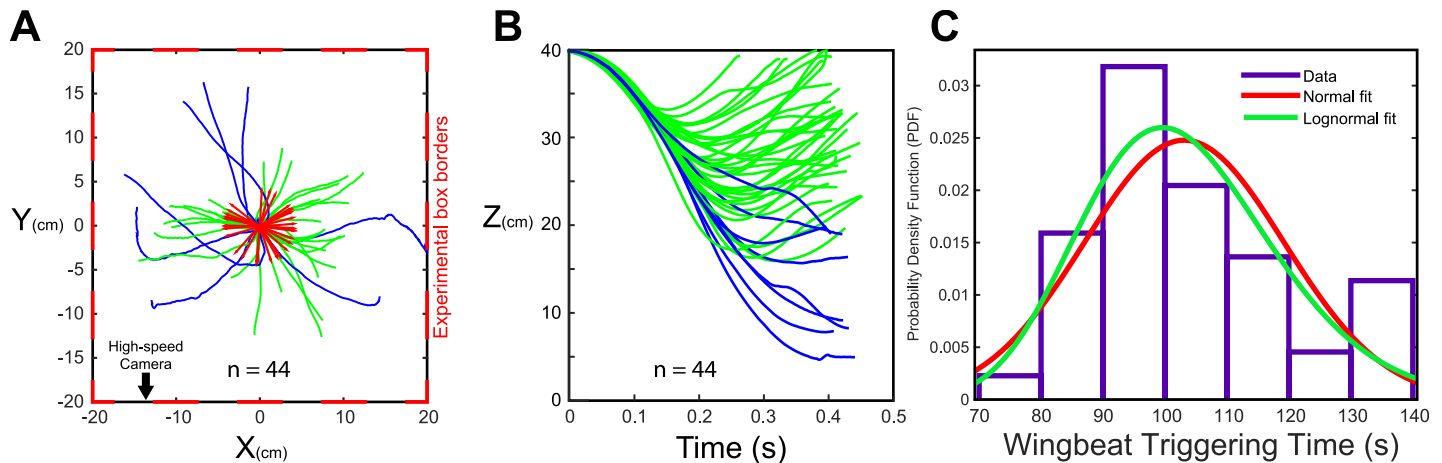 A
20
15
10
5
0
-5
-10
-15
-20
Y(cm)
-20
-10
0
10
20
X(cm)
High-speed
Camera
n = 44
Experimental box borders
B
40
30
20
10
0
Z(cm)
0
0.1
0.2
0.3
0.4
0.5
Time (s)
n = 44
C
0.03
0.025
0.02
0.015
0.01
0.005
0
Probability Density Function (PDF)
Data
Normal fit
Lognormal fit
70
80
90
100
110
120
130
140
Wingbeat Triggering Time (s)